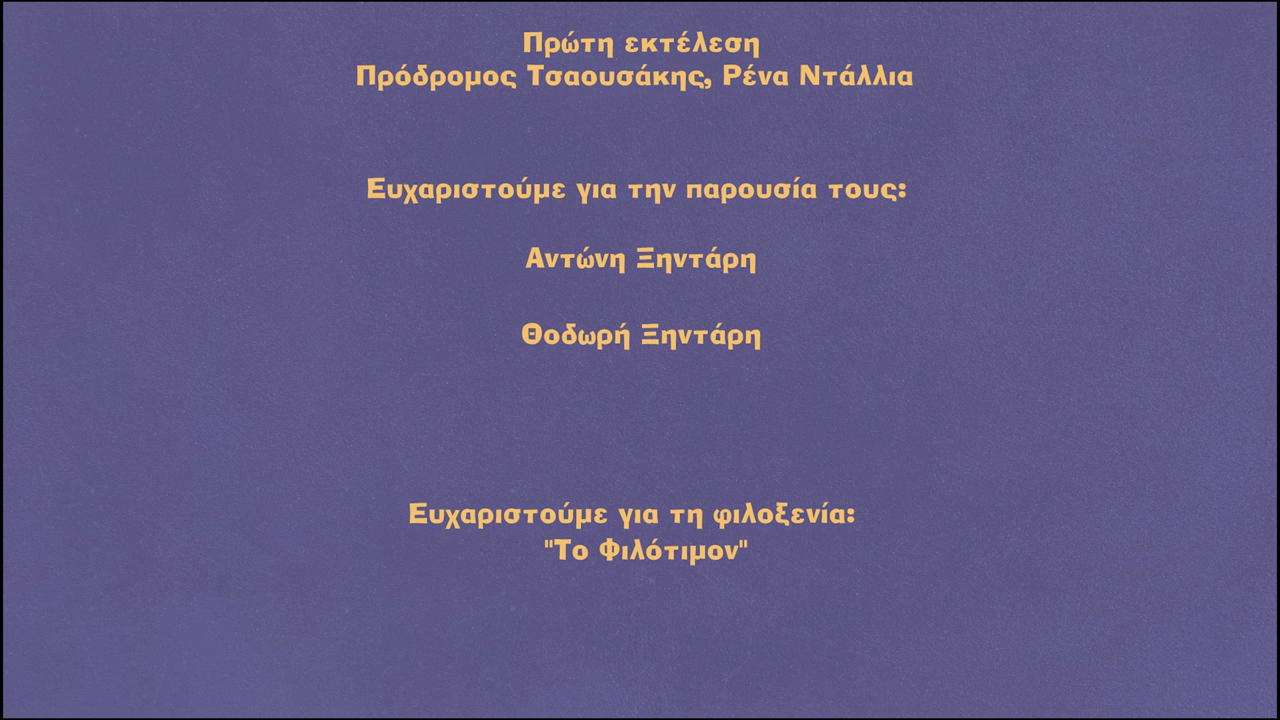 Πρώτη εκτέλεση
Πρόδρομος Τσαουσάκης, Ρένα Ντάλλια
Ευχαριστούμε για την παρουσία τους:
Αντώνη Ξηντάρη
Θοδωρή Ξηντάρη
Ευχαριστούμε για τη φιλοξενία:
"Το Φιλότιμον"